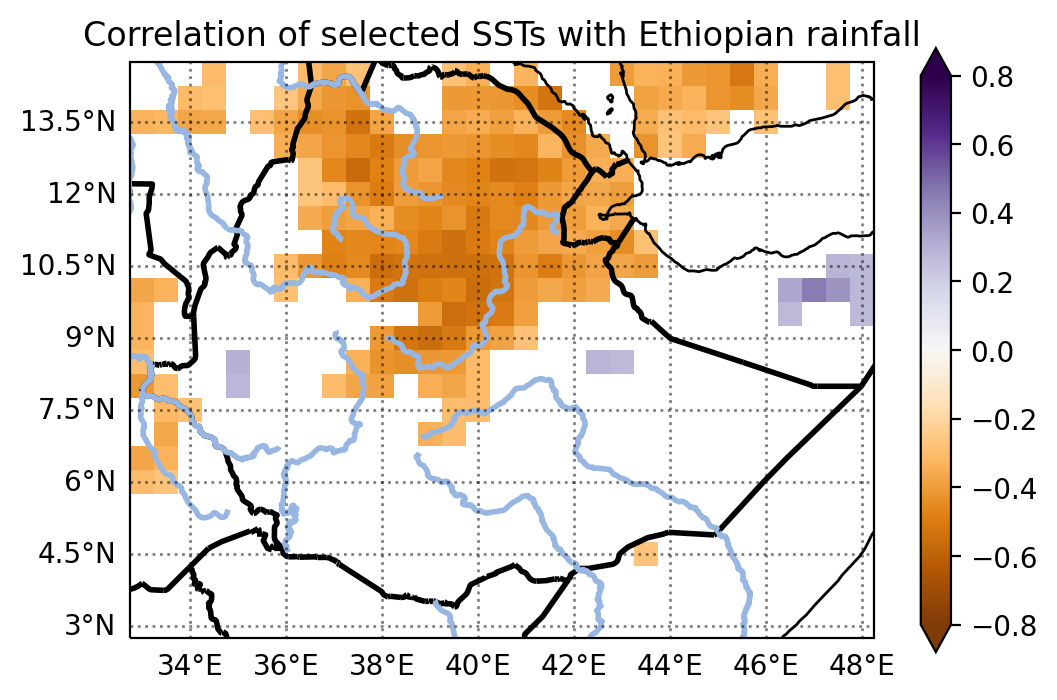 Correlation of selected SSTs with Ethiopian rainfall
13.5°N
12°N
10.5°N
9°N
7.5°N
6°N
4.5°N
3°N
34°E 36°E 38°E 40°E 42°E 44°E 46°E 48°E
0.8
0.6
0.4
0.2
0.0
−0.2
−0.4
−0.6
−0.8